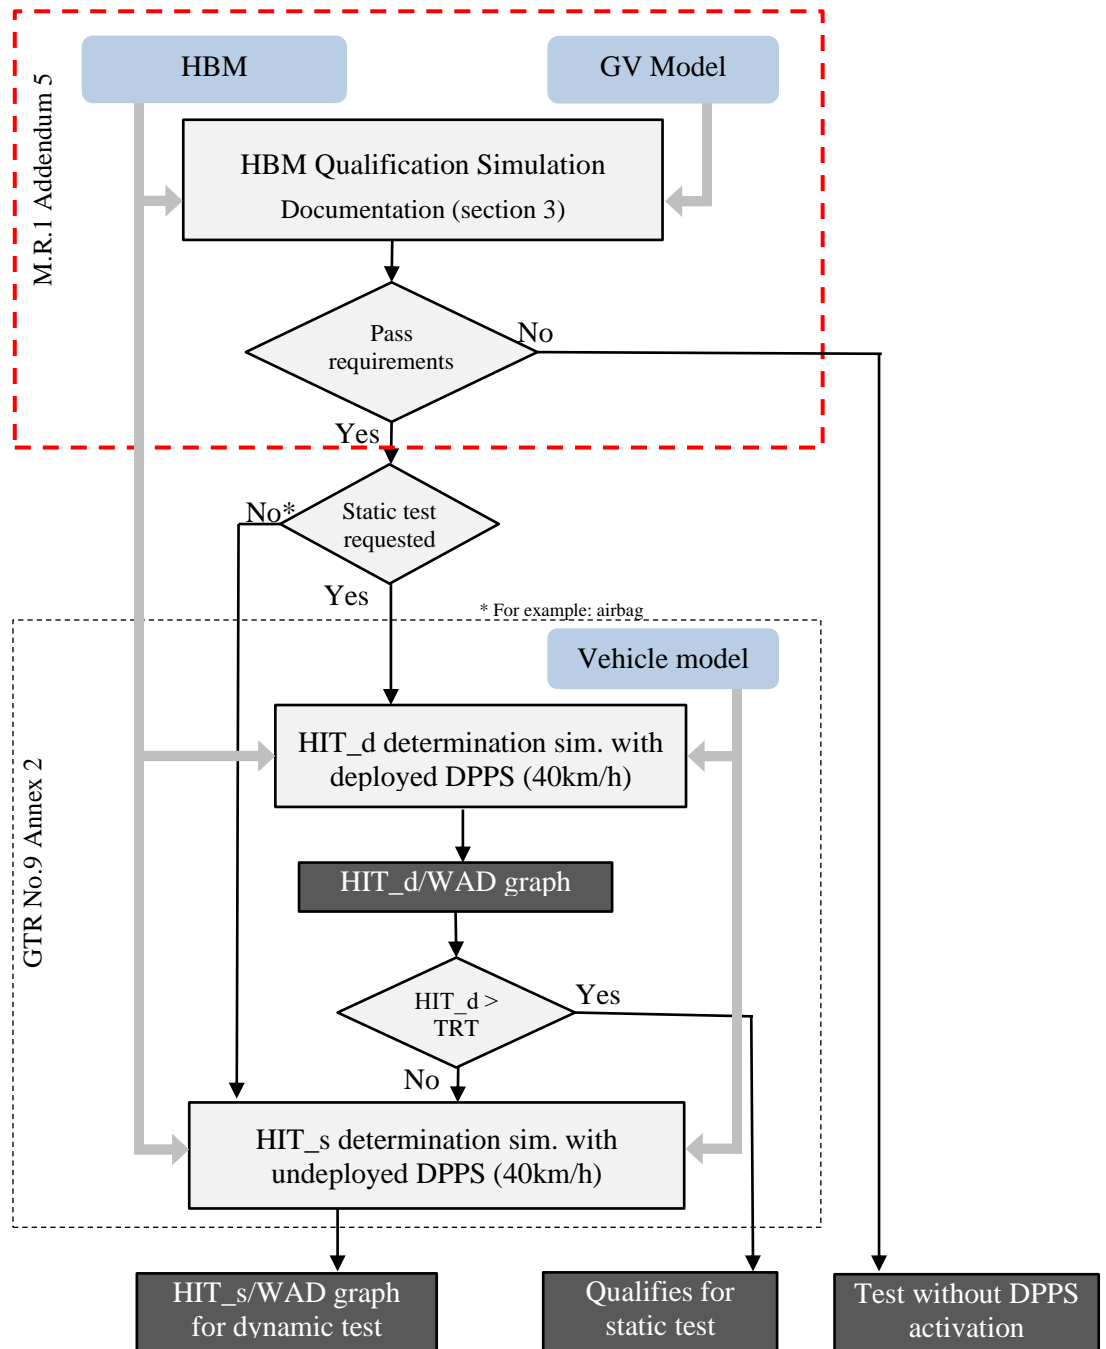 M.R.1 Addendum 5
HBM
GV Model
HBM Qualification Simulation
Documentation (section 3)
Pass
requirements
No
Yes
Static test
requested
No*
Yes
* For example: airbag
GTR No.9 Annex 2
Vehicle model
HIT_d determination sim. with
deployed DPPS (40km/h)
HIT_d/WAD graph
HIT_d >
TRT
Yes
No
HIT_s determination sim. with
undeployed DPPS (40km/h)
HIT_s/WAD graph
for dynamic test
Qualifies for
static test
Test without DPPS
activation